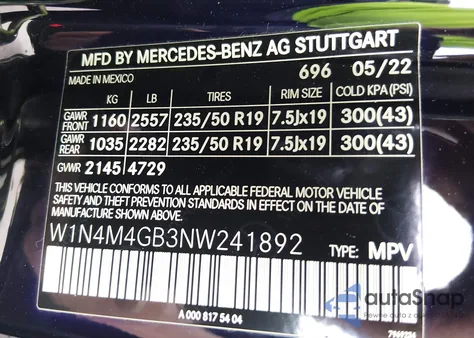 MFD BY MERCEDES-BENZ AG STUTTGART
MADE IN MEXICO 696 05/22
KG LB TIRES RIM SIZE COLD KPA(PSI)
GAWR FRONT 1160 2557 235/50 R19 7.5Jx19 300(43)
GAWR REAR 1035 2282 235/50 R19 7.5Jx19 300(43)
GVWR 2145 4729
THIS VEHICLE CONFORMS TO ALL APPLICABLE FEDERAL MOTOR VEHICLE
SAFETY AND THEFT PREVENTION STANDARDS IN EFFECT ON THE DATE OF
MANUFACTURE SHOWN ABOVE.
W1N4M4GB3NW241892 TYPE: MPV
A 000 817 54 04
autaSnap
Pewne auta z